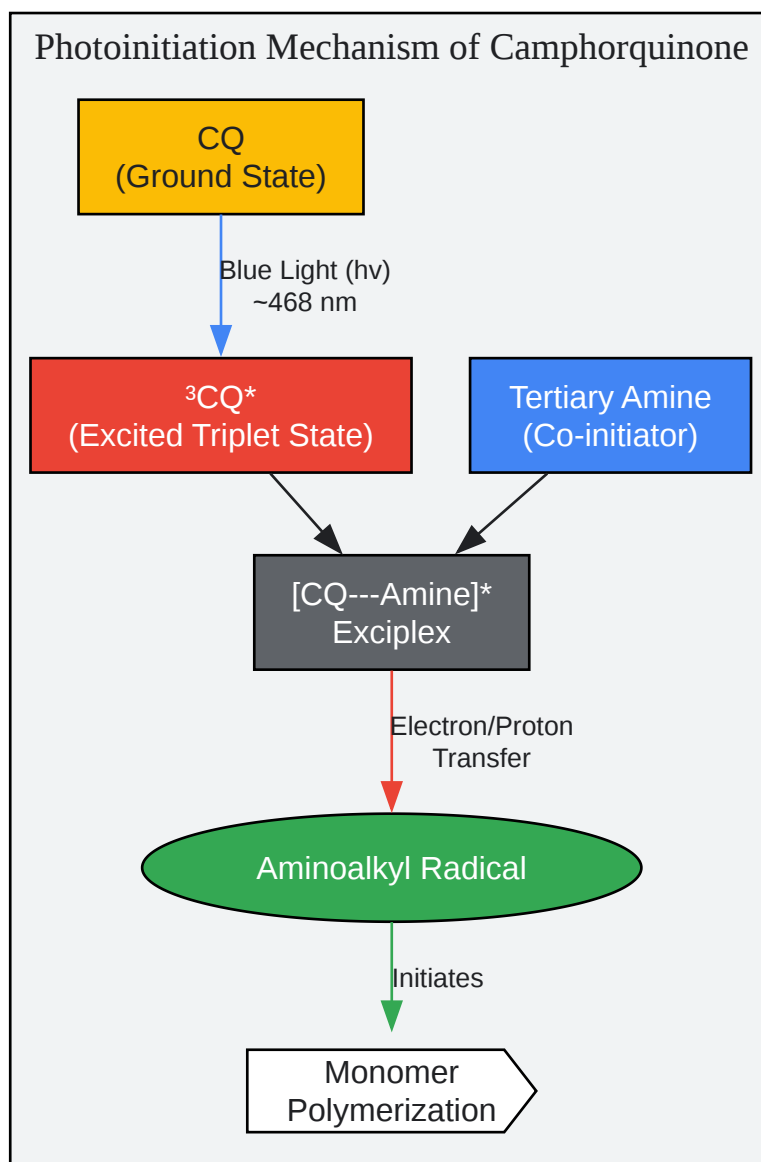 Photoinitiation Mechanism of Camphorquinone
CQ
(Ground State)
Blue Light (hv)
~468 nm
³CQ*
(Excited Triplet State)
Tertiary Amine
(Co-initiator)
[CQ---Amine]*
Exciplex
Electron/Proton
Transfer
Aminoalkyl Radical
Initiates
Monomer
Polymerization